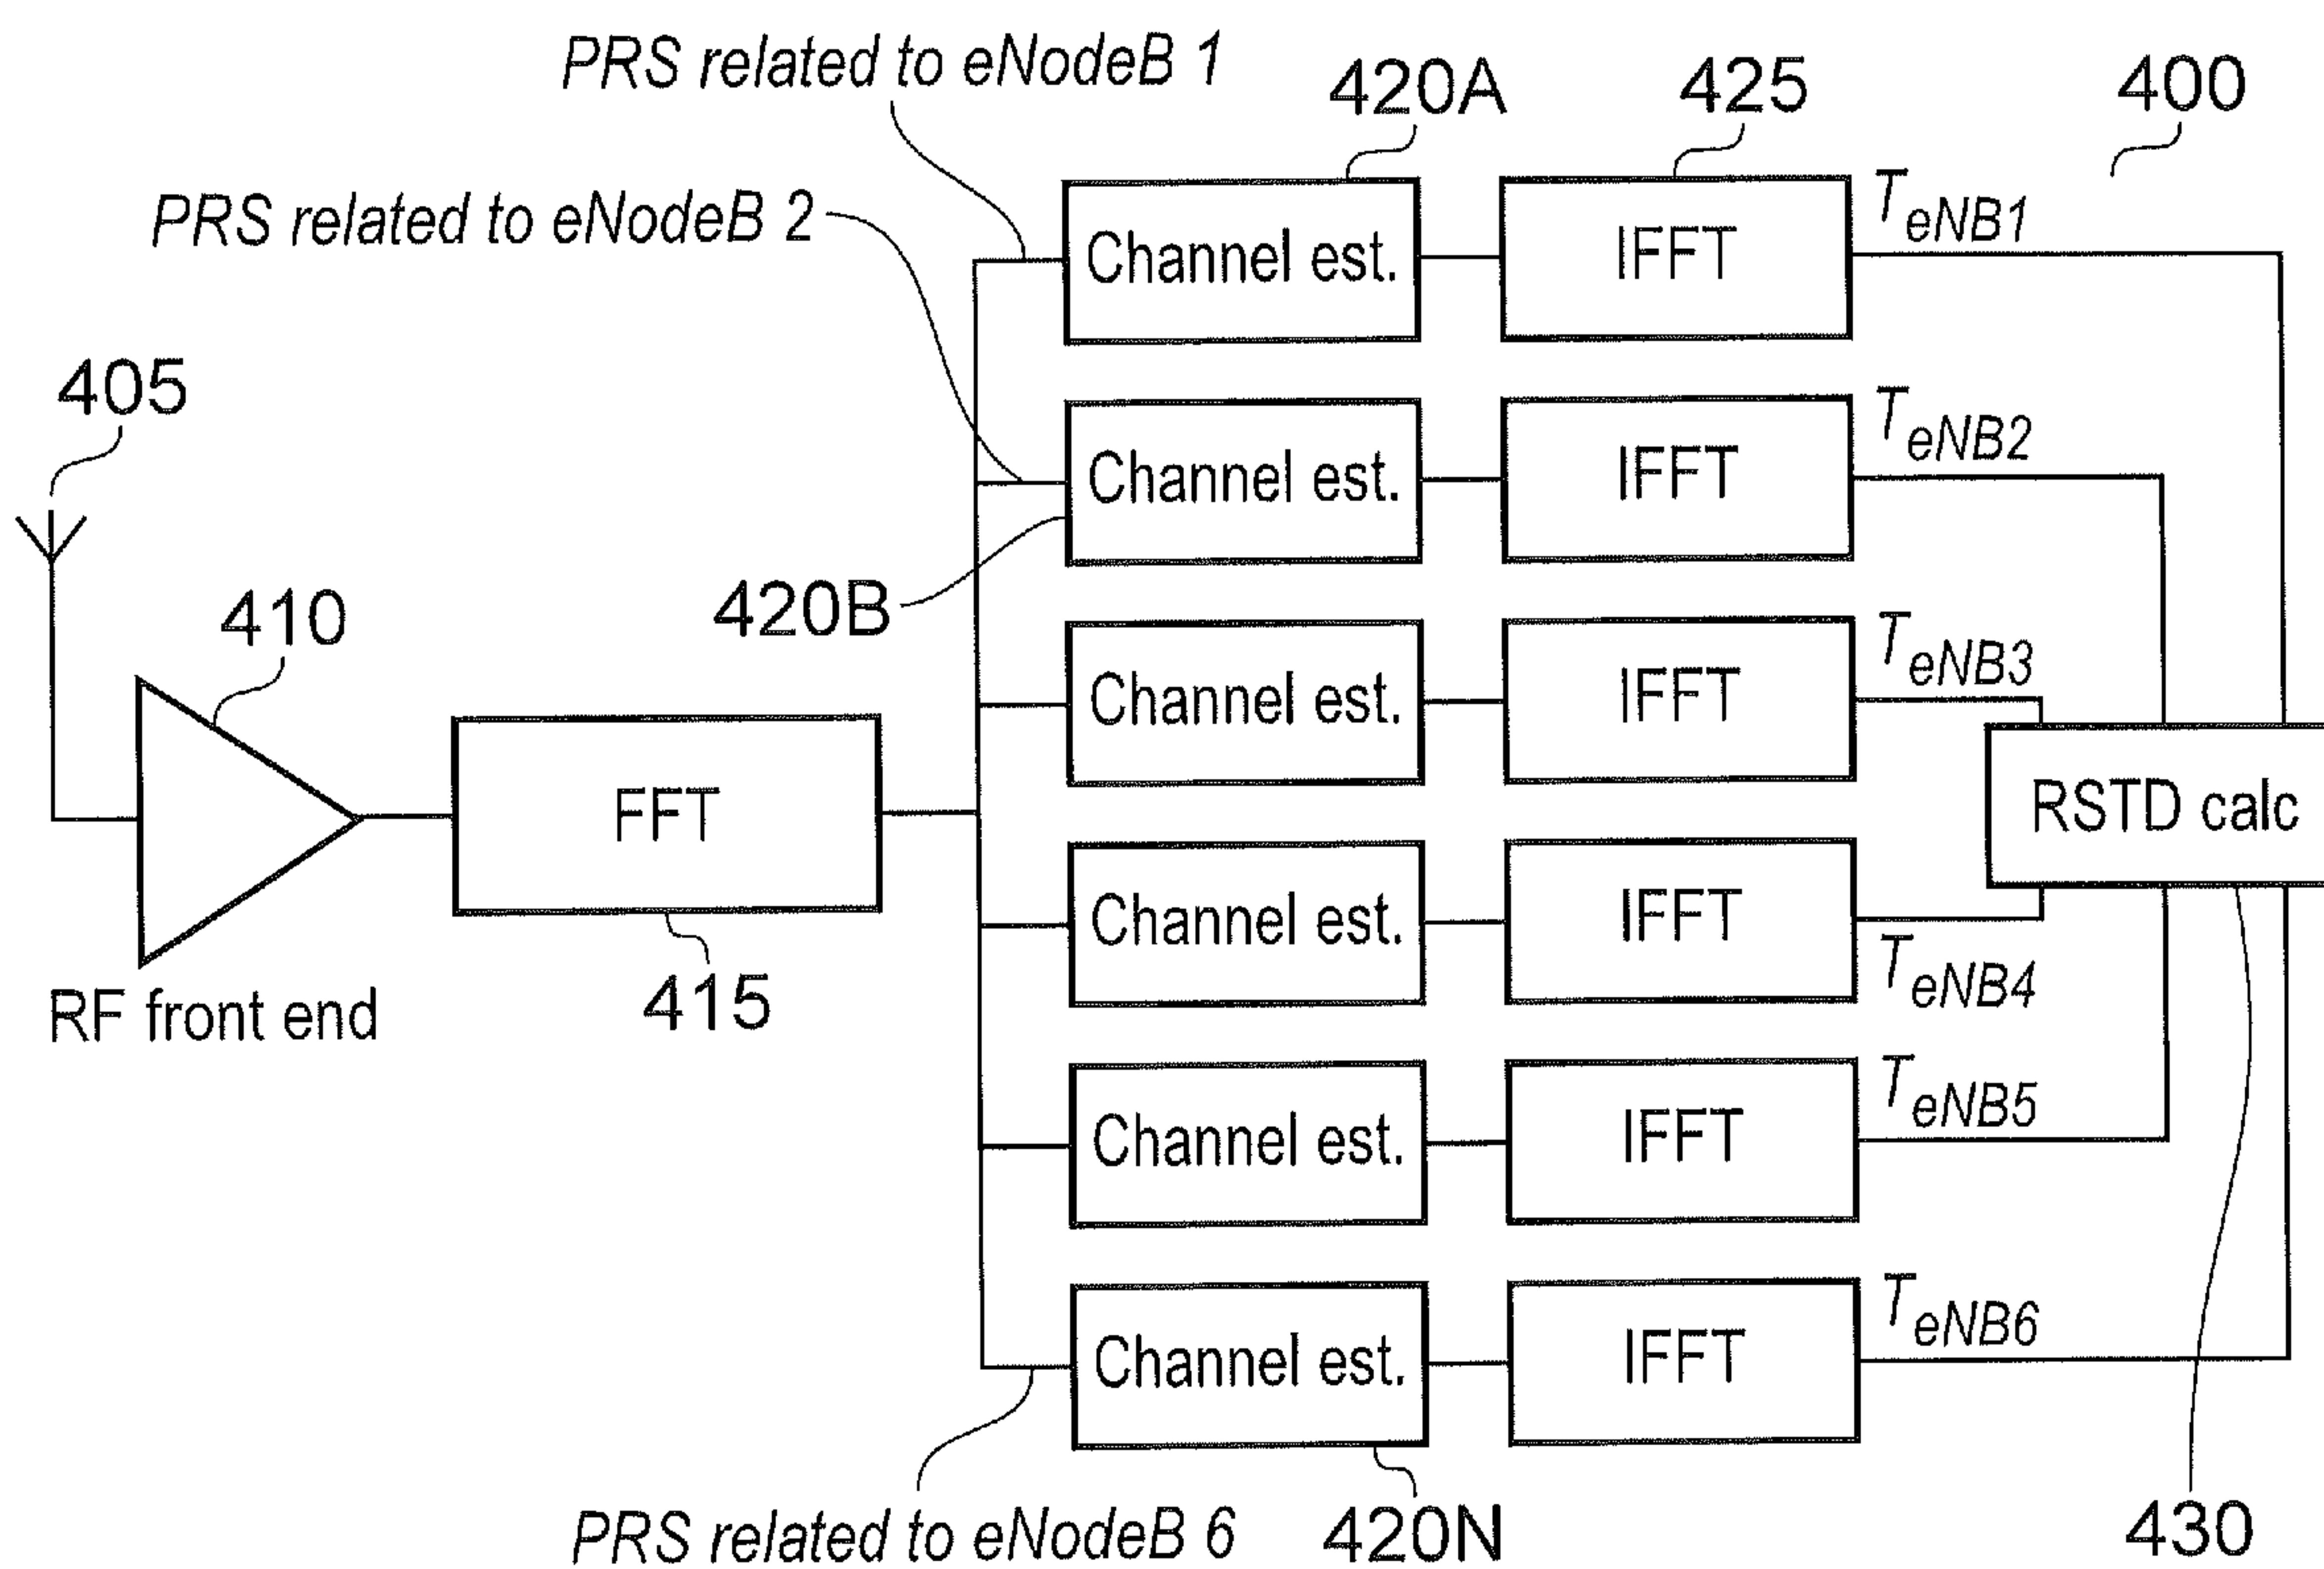 PRS related to eNodeB 1
420A
425
400
PRS related to eNodeB 2
Channel est.
IFFT
TeNB1
405
Channel est.
IFFT
TeNB2
410
420B
Channel est.
IFFT
TeNB3
FFT
RSTD calc
RF front end
415
Channel est.
IFFT
TeNB4
Channel est.
IFFT
TeNB5
Channel est.
IFFT
TeNB6
PRS related to eNodeB 6
420N
430